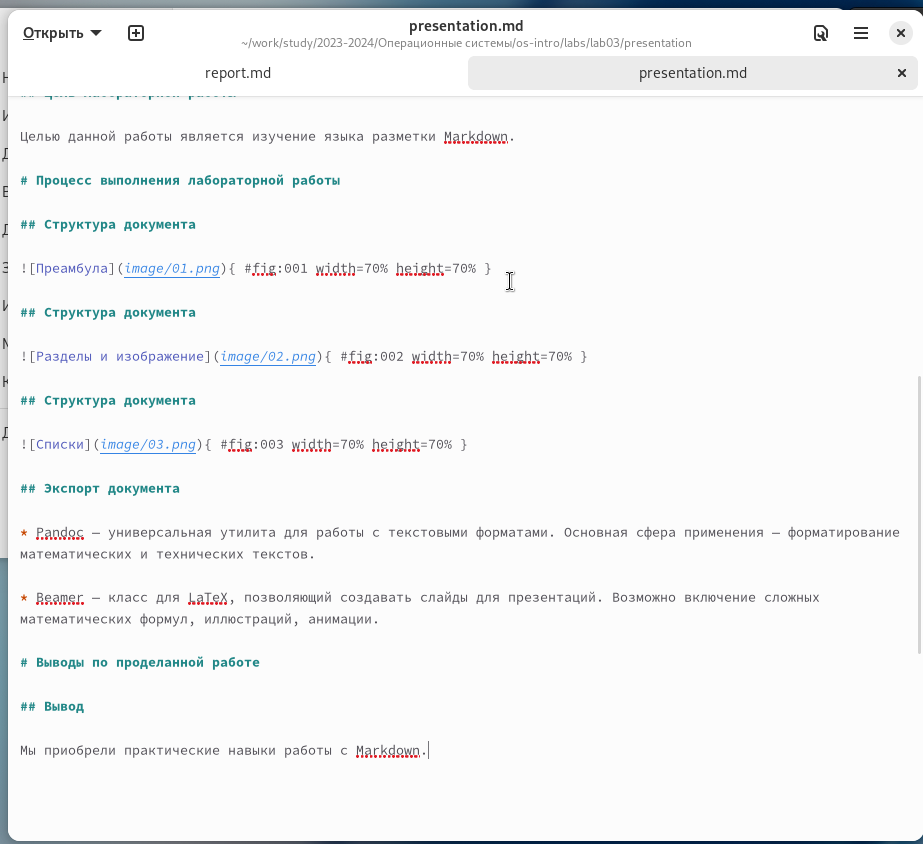 Открыть
presentation.md
~/work/study/2023-2024/Операционные системы/os-intro/labs/lab03/presentation
report.md
presentation.md
## Цель лабораторной работы
Целью данной работы является изучение языка разметки Markdown.
# Процесс выполнения лабораторной работы
## Структура документа
![Преамбула](image/01.png){ #fig:001 width=70% height=70% }
## Структура документа
![Разделы и изображение](image/02.png){ #fig:002 width=70% height=70% }
## Структура документа
![Списки](image/03.png){ #fig:003 width=70% height=70% }
## Экспорт документа
* Pandoc — универсальная утилита для работы с текстовыми форматами. Основная сфера применения — форматирование
математических и технических текстов.
* Beamer — класс для LaTeX, позволяющий создавать слайды для презентаций. Возможно включение сложных
математических формул, иллюстраций, анимации.
# Выводы по проделанной работе
## Вывод
Мы приобрели практические навыки работы с Markdown.